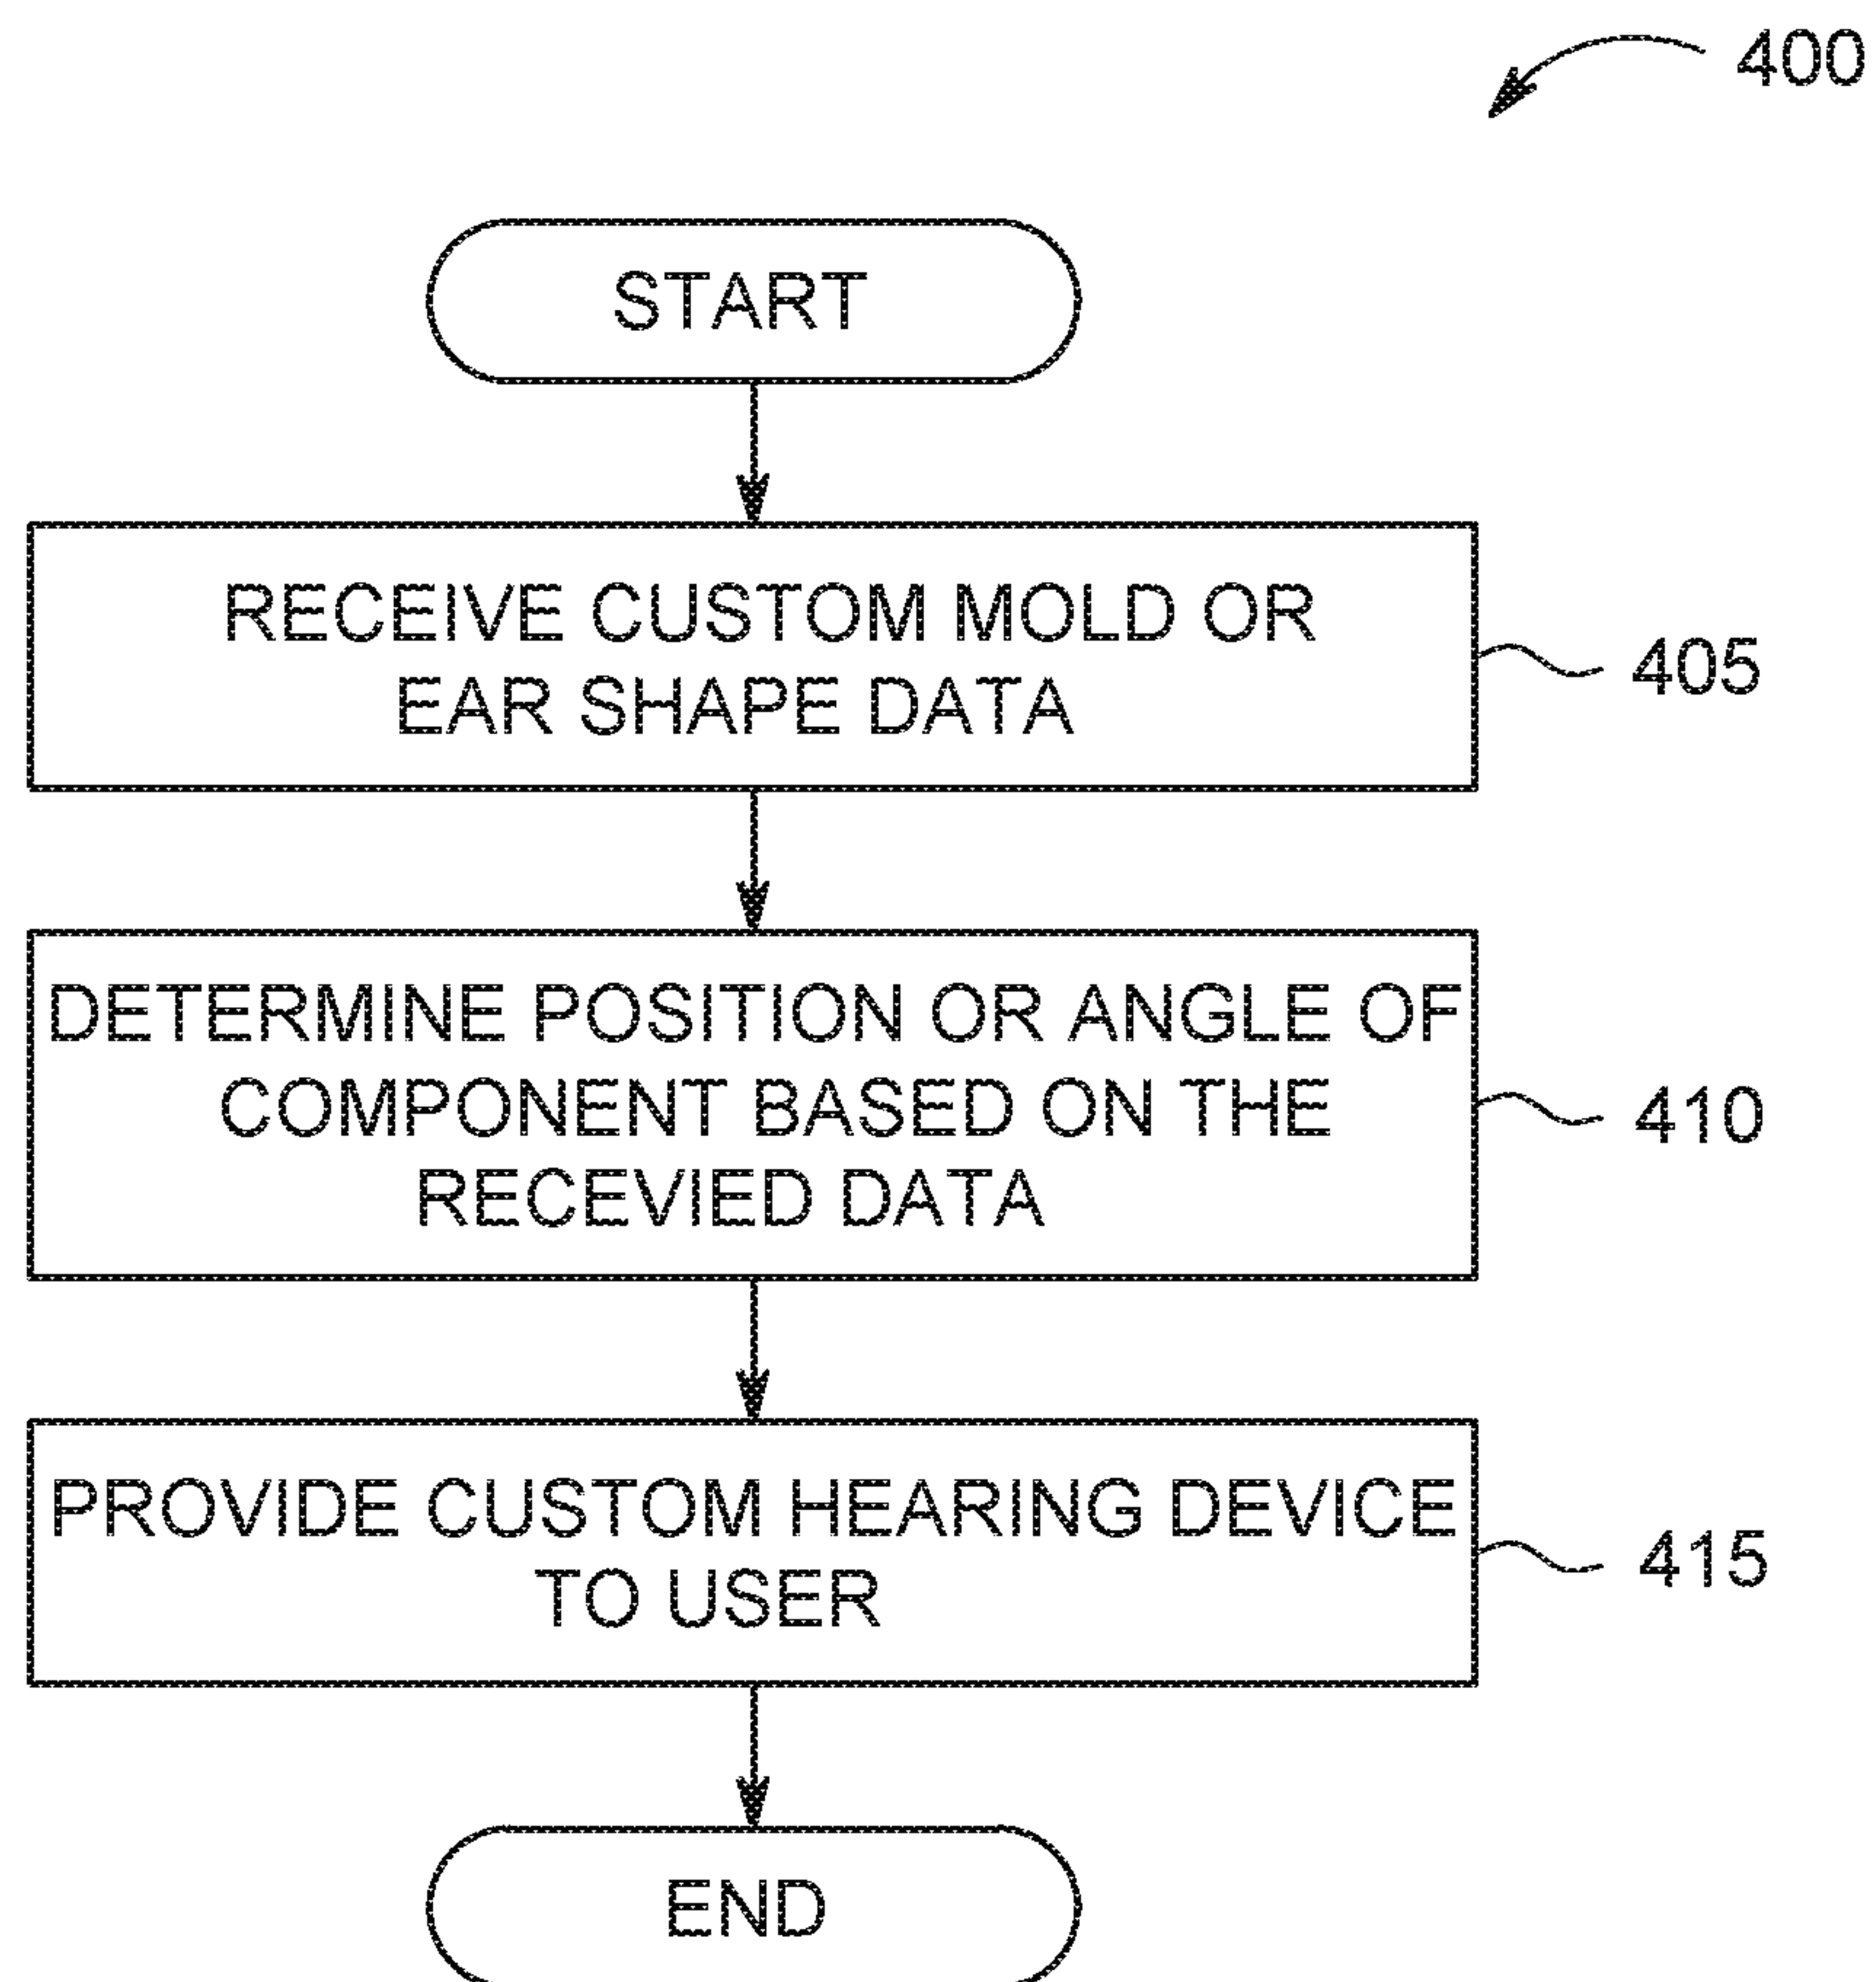 400
START
RECEIVE CUSTOM MOLD OR
EAR SHAPE DATA
405
DETERMINE POSITION OR ANGLE OF
COMPONENT BASED ON THE
RECEVIED DATA
410
PROVIDE CUSTOM HEARING DEVICE
TO USER
415
END